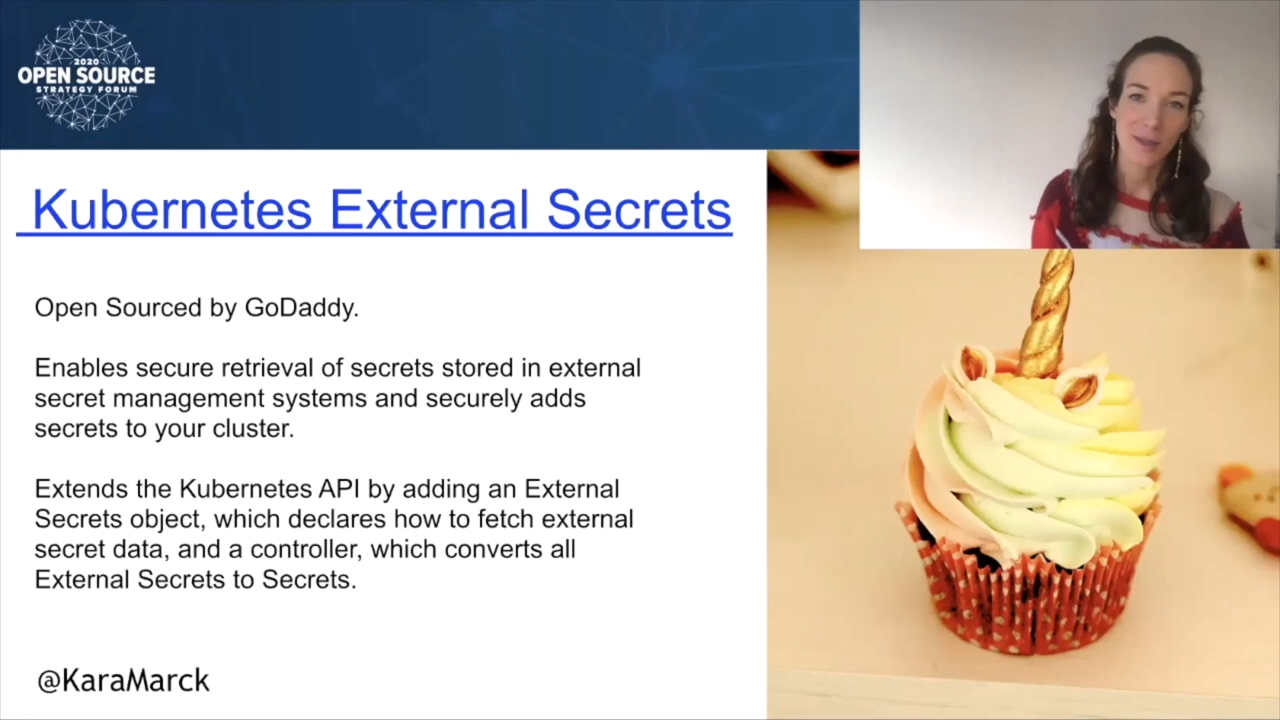 2020
OPEN SOURCE
STRATEGY FORUM
Kubernetes External Secrets
Open Sourced by GoDaddy.
Enables secure retrieval of secrets stored in external
secret management systems and securely adds
secrets to your cluster.
Extends the Kubernetes API by adding an External
Secrets object, which declares how to fetch external
secret data, and a controller, which converts all
External Secrets to Secrets.
@KaraMarck